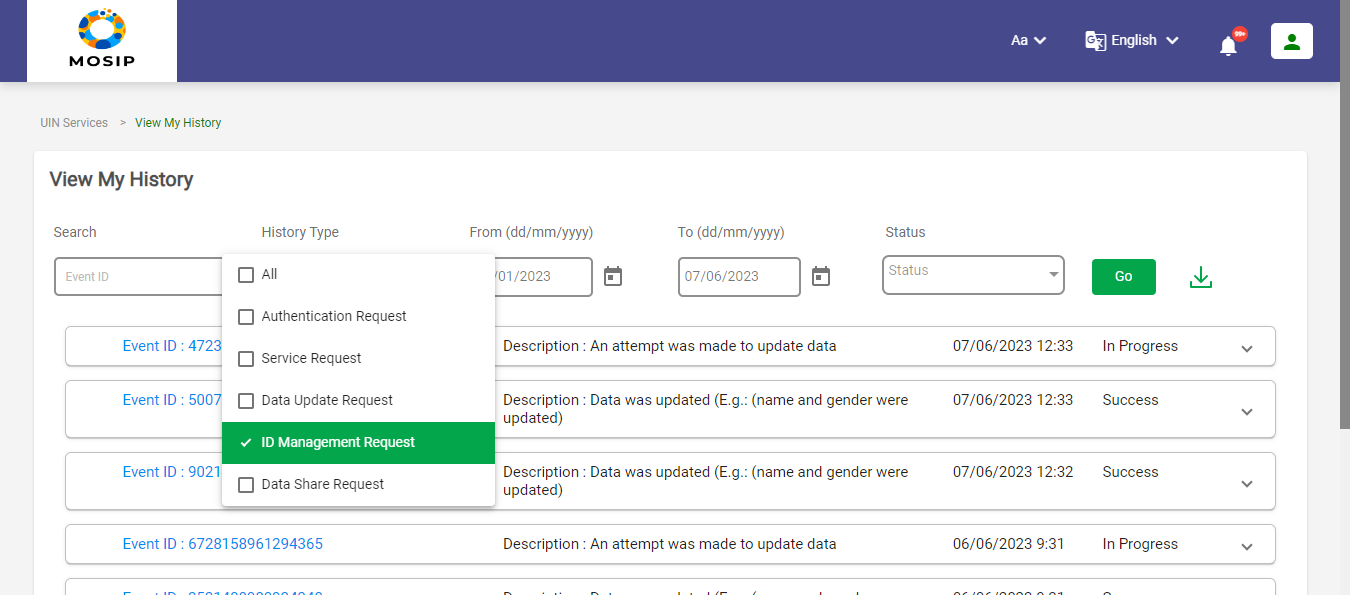 MOSIP
Aa
English
99+
UIN Services > View My History
View My History
Search
History Type
From (dd/mm/yyyy)
To (dd/mm/yyyy)
Status
Event ID
/01/2023
07/06/2023
Status
Go
All
Authentication Request
Service Request
Data Update Request
ID Management Request
Data Share Request
Event ID : 4723
Description : An attempt was made to update data
07/06/2023 12:33
In Progress
Event ID : 5007
Description : Data was updated (E.g.: (name and gender were
updated)
07/06/2023 12:33
Success
Event ID : 9021
Description : Data was updated (E.g.: (name and gender were
updated)
07/06/2023 12:32
Success
Event ID : 6728158961294365
Description : An attempt was made to update data
06/06/2023 9:31
In Progress